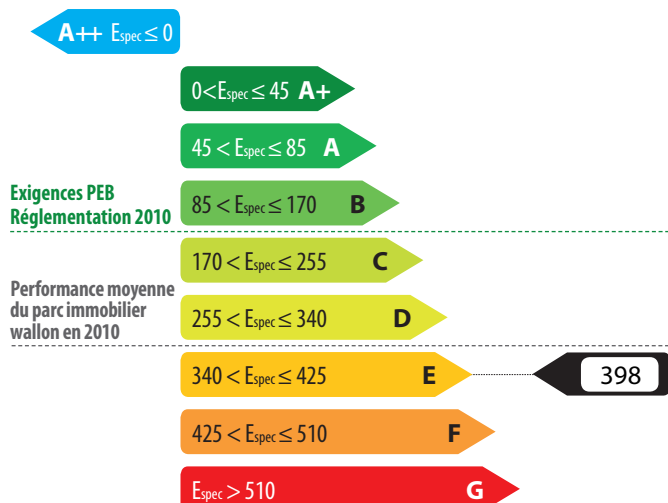 A++ Espec ≤ 0
0<Espec ≤ 45 A+
45 < Espec ≤ 85 A
Exigences PEB
Réglementation 2010
85 < Espec ≤ 170 B
170 < Espec ≤ 255 C
Performance moyenne
du parc immobilier
wallon en 2010
255 < Espec ≤ 340 D
340 < Espec ≤ 425 E
398
425 < Espec ≤ 510 F
Espec > 510 G